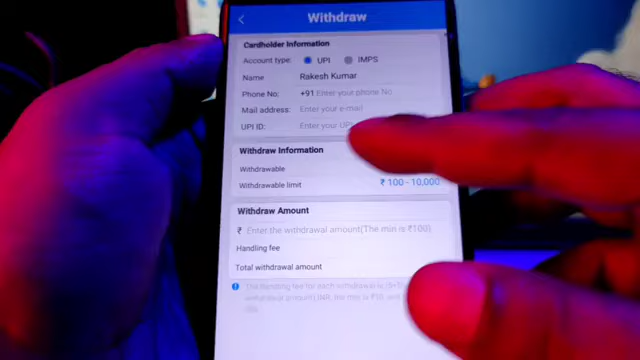 Withdraw
Cardholder Information
Account type: UPI IMPS
Name Rakesh Kumar
Phone No: +91 Enter your phone No
Mail address: Enter your e-mail
UPI ID: Enter your
Withdraw Information
Withdrawable
Withdrawable limit ₹ 100 - 10,000
Withdraw Amount
₹ Enter the withdrawal amount(The min is ₹100)
Handling fee
Total withdrawal amount
The handling fee for each withdrawal is
withdrawal amount) INR, the min is ₹10, and